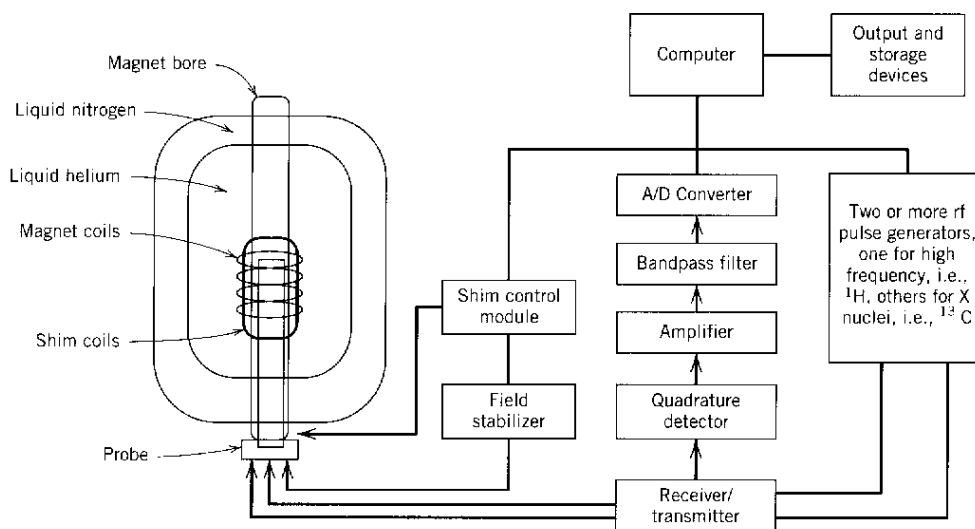 Magnet bore
Liquid nitrogen
Liquid helium
Magnet coils
Shim coils
Probe
Shim control
module
Field
stabilizer
Computer
Output and
storage
devices
A/D Converter
Bandpass filter
Amplifier
Quadrature
detector
Receiver/
transmitter
Two or more rf
pulse generators,
one for high
frequency, i.e.,
¹H, others for X
nuclei, i.e., ¹³ C